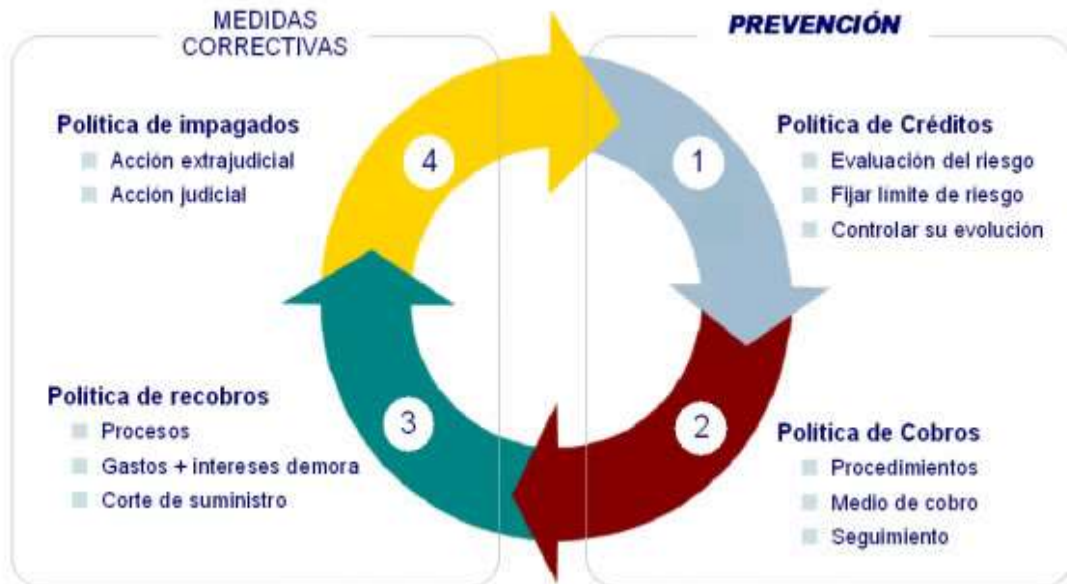 MEDIDAS
CORRECTIVAS
PREVENCIÓN
Política de impagados
Acción extrajudicial
Acción judicial
4
1
Política de Créditos
Evaluación del riesgo
Fijar límite de riesgo
Controlar su evolución
Política de recobros
Procesos
Gastos + intereses demora
Corte de suministro
3
2
Política de Cobros
Procedimientos
Medio de cobro
Seguimiento